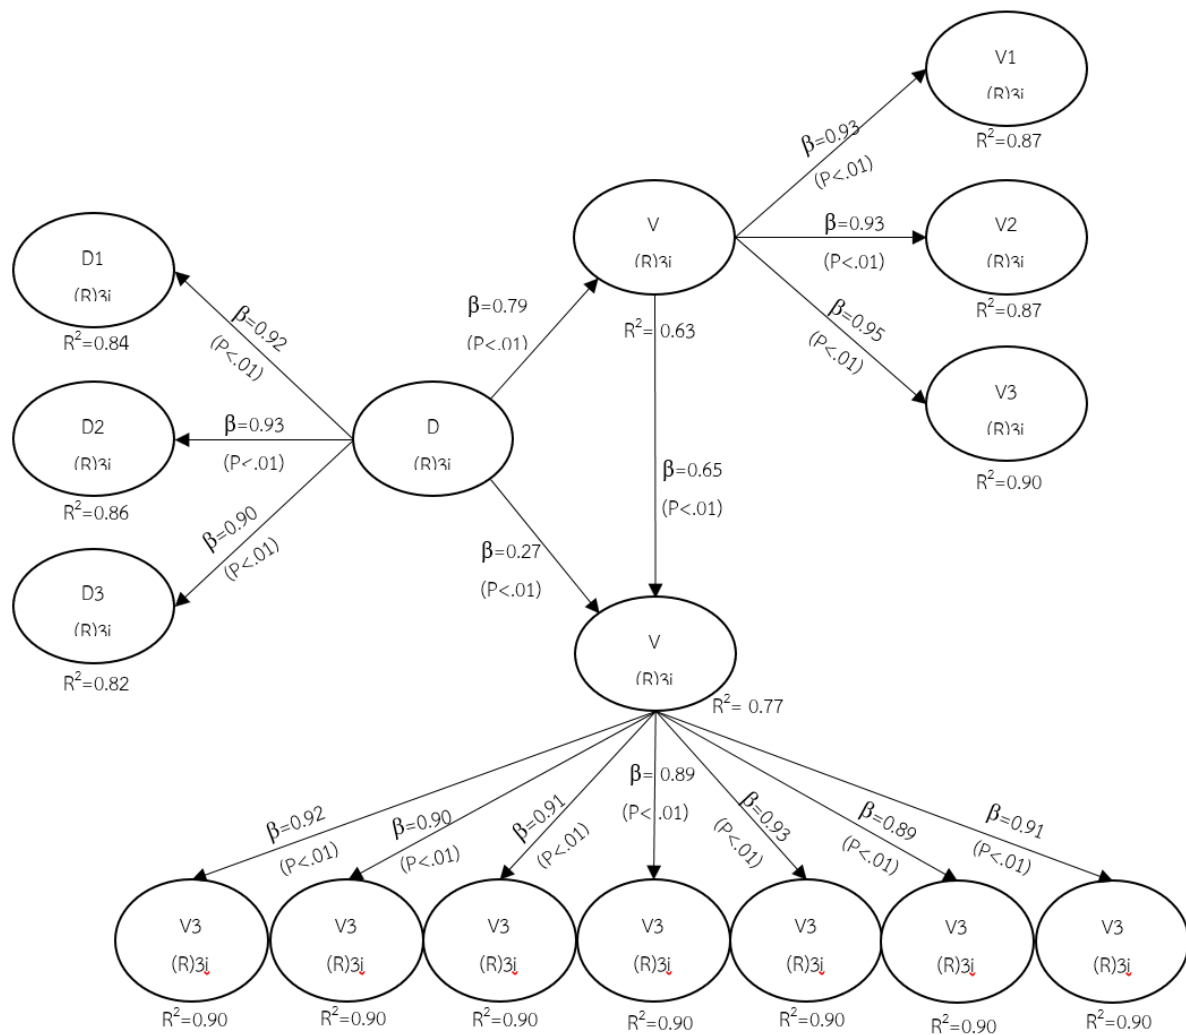 V1
(R)3i
R²=0.87
β=0.93
(P<.01)
V
(R)3i
R²= 0.63
β=0.93
(P<.01)
V2
(R)3i
R²=0.87
β=0.95
(P<.01)
V3
(R)3i
R²=0.90
D1
(R)3i
R²=0.84
β=0.92
(P<.01)
β=0.79
(P<.01)
D2
(R)3i
R²=0.86
β=0.93
(P<.01)
D
(R)3i
β=0.90
(P<.01)
D3
(R)3i
R²=0.82
β=0.27
(P<.01)
β=0.65
(P<.01)
V
(R)3i
R²= 0.77
β=0.92
(P<.01)
β=0.90
(P<.01)
β=0.91
(P<.01)
β= 0.89
(P<.01)
β=0.93
(P<.01)
β=0.89
(P<.01)
β=0.91
(P<.01)
V3
(R)3i
R²=0.90
V3
(R)3i
R²=0.90
V3
(R)3i
R²=0.90
V3
(R)3i
R²=0.90
V3
(R)3i
R²=0.90
V3
(R)3i
R²=0.90
V3
(R)3i
R²=0.90